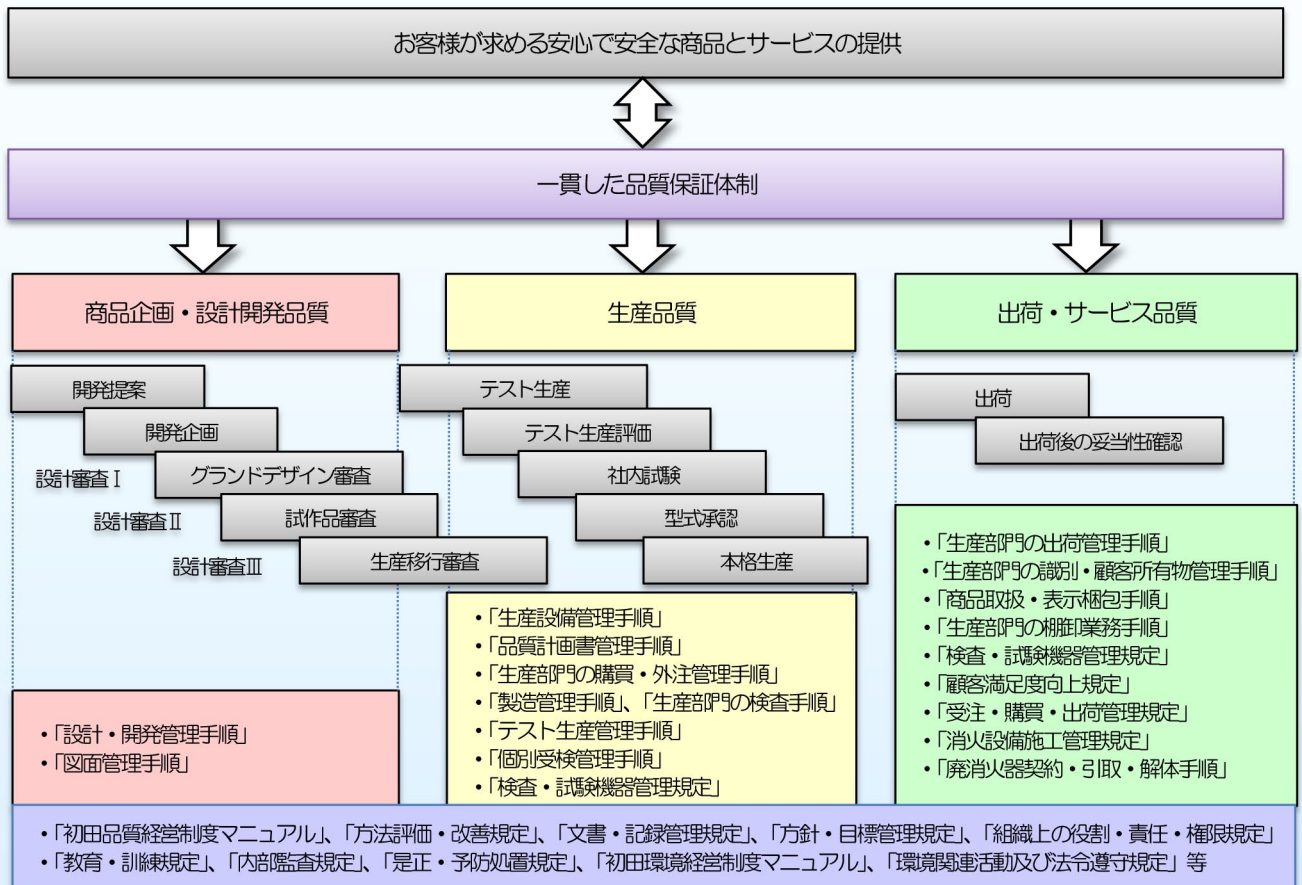 お客様が求める安心で安全な商品とサービスの提供
一貫した品質保証体制
商品企画・設計開発品質
開発提案
開発企画
設計審査Ⅰ
グランドデザイン審査
設計審査Ⅱ
試作品審査
設計審査Ⅲ
生産移行審査
・「設計・開発管理手順」
・「図面管理手順」
生産品質
テスト生産
テスト生産評価
社内試験
型式承認
本格生産
・「生産設備管理手順」
・「品質計画書管理手順」
・「生産部門の購買・外注管理手順」
・「製造管理手順」、「生産部門の検査手順」
・「テスト生産管理手順」
・「個別受検管理手順」
・「検査・試験機器管理規定」
出荷・サービス品質
出荷
出荷後の妥当性確認
・「生産部門の出荷管理手順」
・「生産部門の識別・顧客所有物管理手順」
・「商品取扱・表示梱包手順」
・「生産部門の棚卸業務手順」
・「検査・試験機器管理規定」
・「顧客満足度向上規定」
・「受注・購買・出荷管理規定」
・「消火設備施工管理規定」
・「廃消火器契約・引取・解体手順」
・「初田品質経営制度マニュアル」、「方法評価・改善規定」、「文書・記録管理規定」、「方針・目標管理規定」、「組織上の役割・責任・権限規定」
・「教育・訓練規定」、「内部監査規定」、「是正・予防処置規定」、「初田環境経営制度マニュアル」、「環境関連活動及び法令遵守規定」等